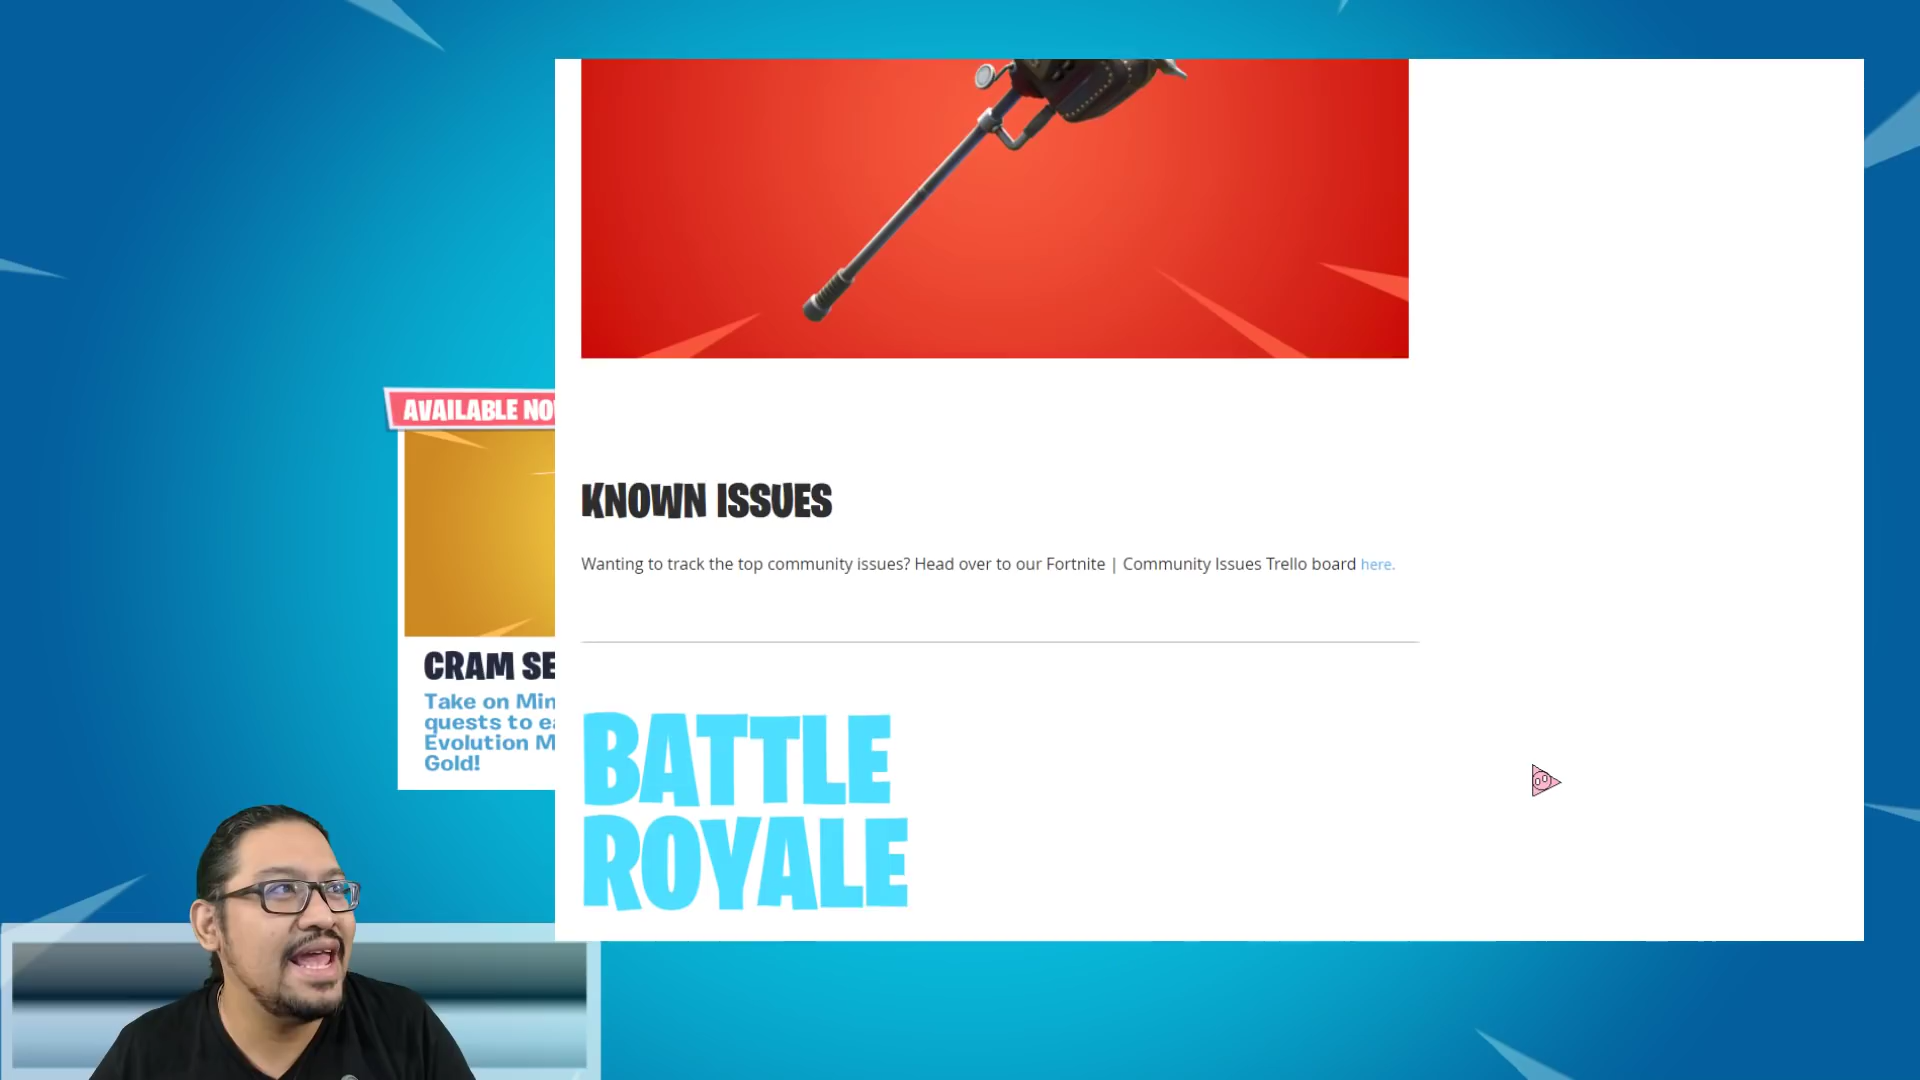 AVAILABLE NO
CRAM SE
Take on Min
quests to ea
Evolution M
Gold!
KNOWN ISSUES
Wanting to track the top community issues? Head over to our Fortnite | Community Issues Trello board here.
BATTLE
ROYALE